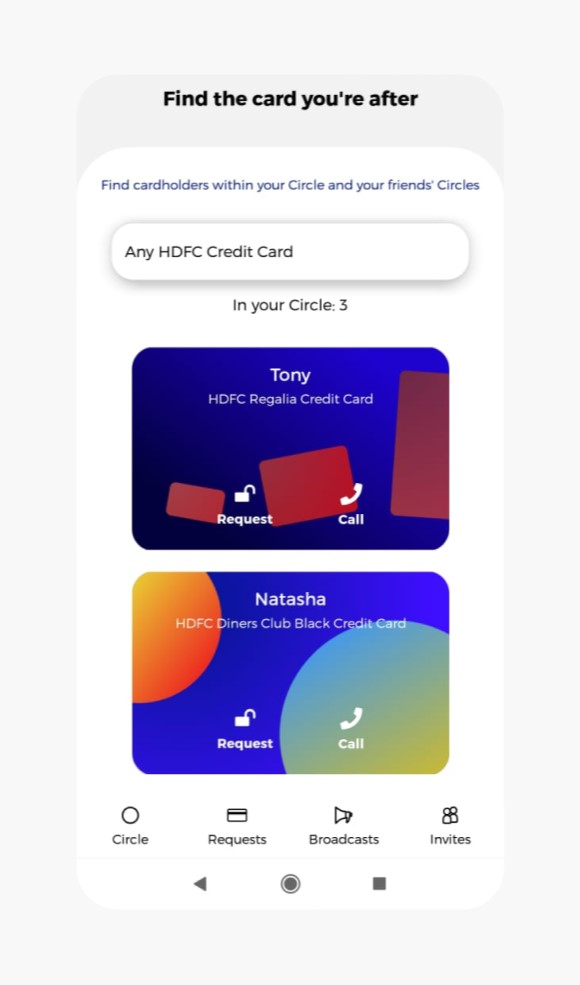 Find the card you're after
Find cardholders within your Circle and your friends' Circles
Any HDFC Credit Card
In your Circle: 3
Tony
HDFC Regalia Credit Card
Request Call
Natasha
HDFC Diners Club Black Credit Card
Request Call
Circle Requests Broadcasts Invites